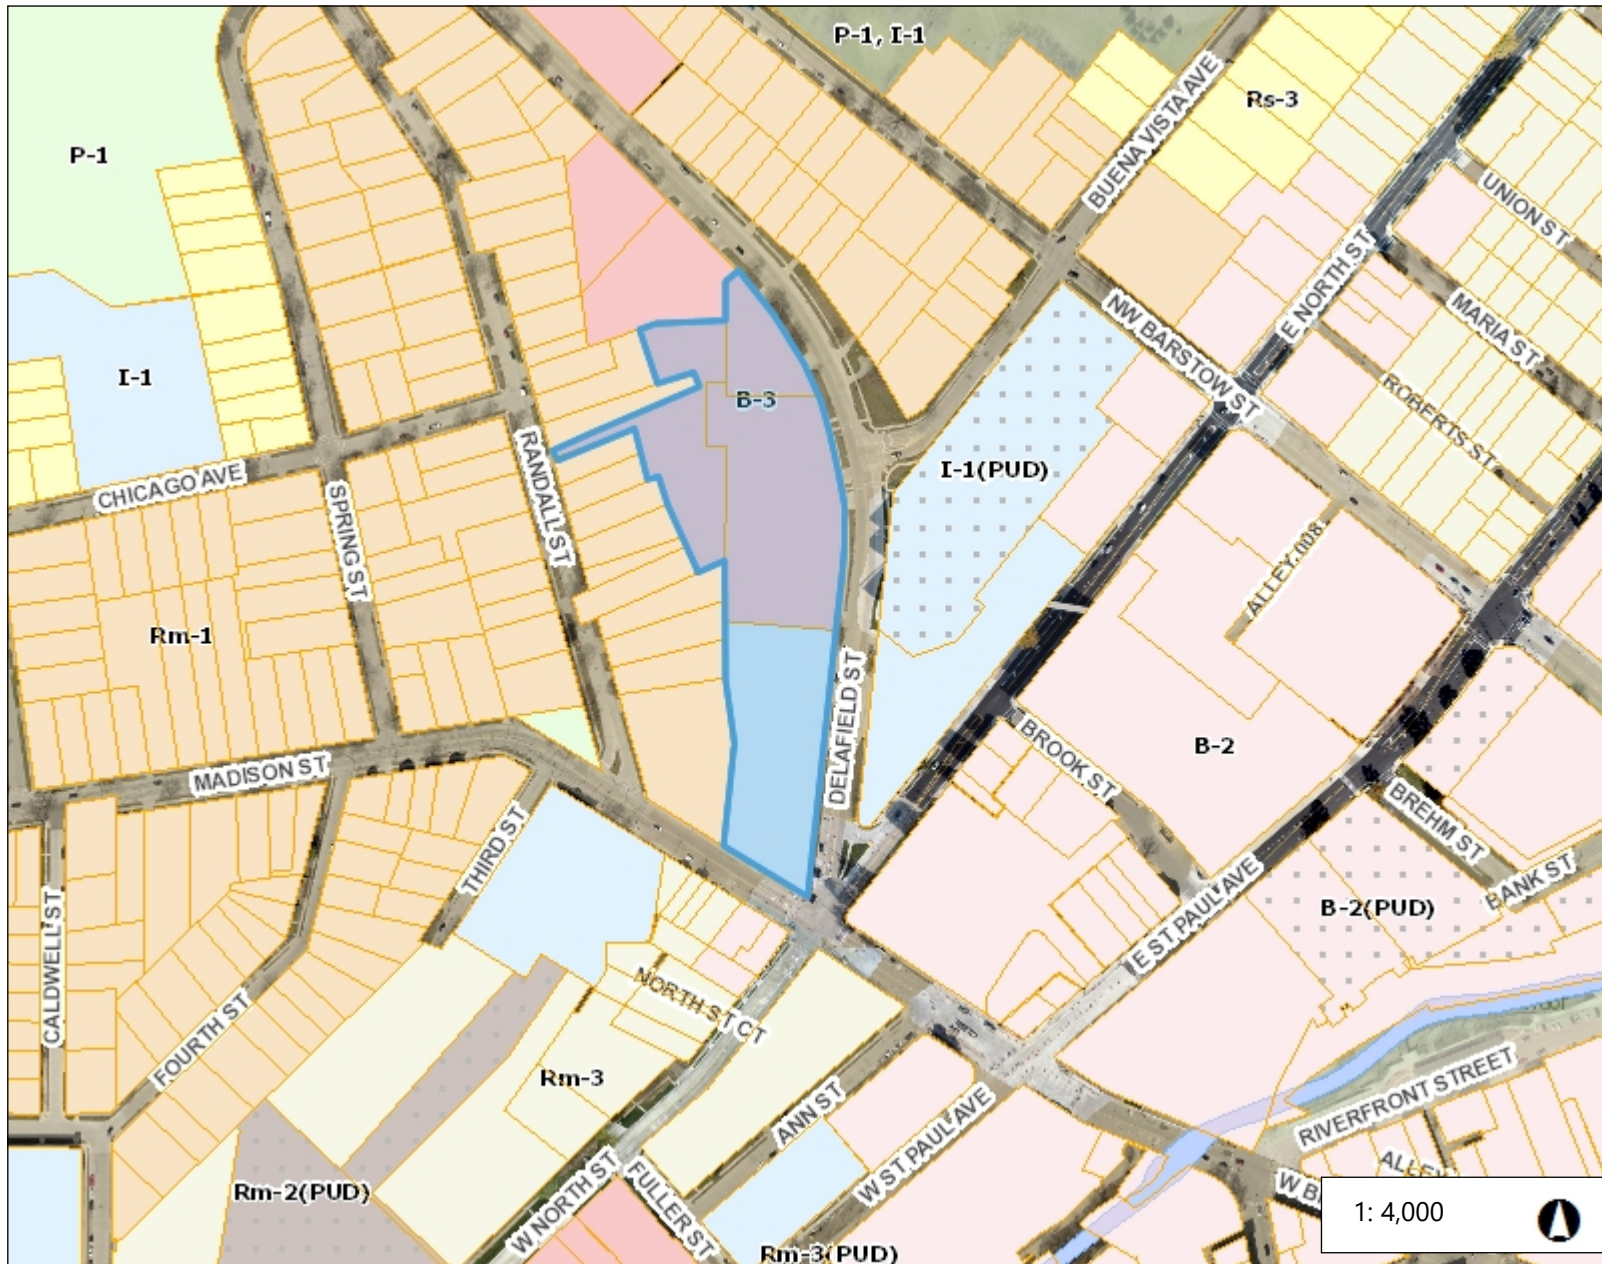 P-1, I-1
Rs-3
P-1
BUENA VISTA AVE
UNION ST
E NORTH ST
MARIA ST
NW BARSTOW ST
I-1
B-3
ROBERTS ST
RANDALL ST
I-1(PUD)
CHICAGO AVE
SPRING ST
ALLEY 008
Rm-1
DELAFIELD ST
BROOK ST
B-2
MADISON ST
BREHM ST
THIRD ST
BANK ST
E ST PAUL AVE
B-2(PUD)
CALDWELL ST
NORTH ST CT
FOURTH ST
Rm-3
ANN ST
W ST PAUL AVE
RIVERFRONT STREET
ALLEY
Rm-2(PUD)
W NORTH ST
FULLER ST
W B
1: 4,000
Rm-3(PUD)